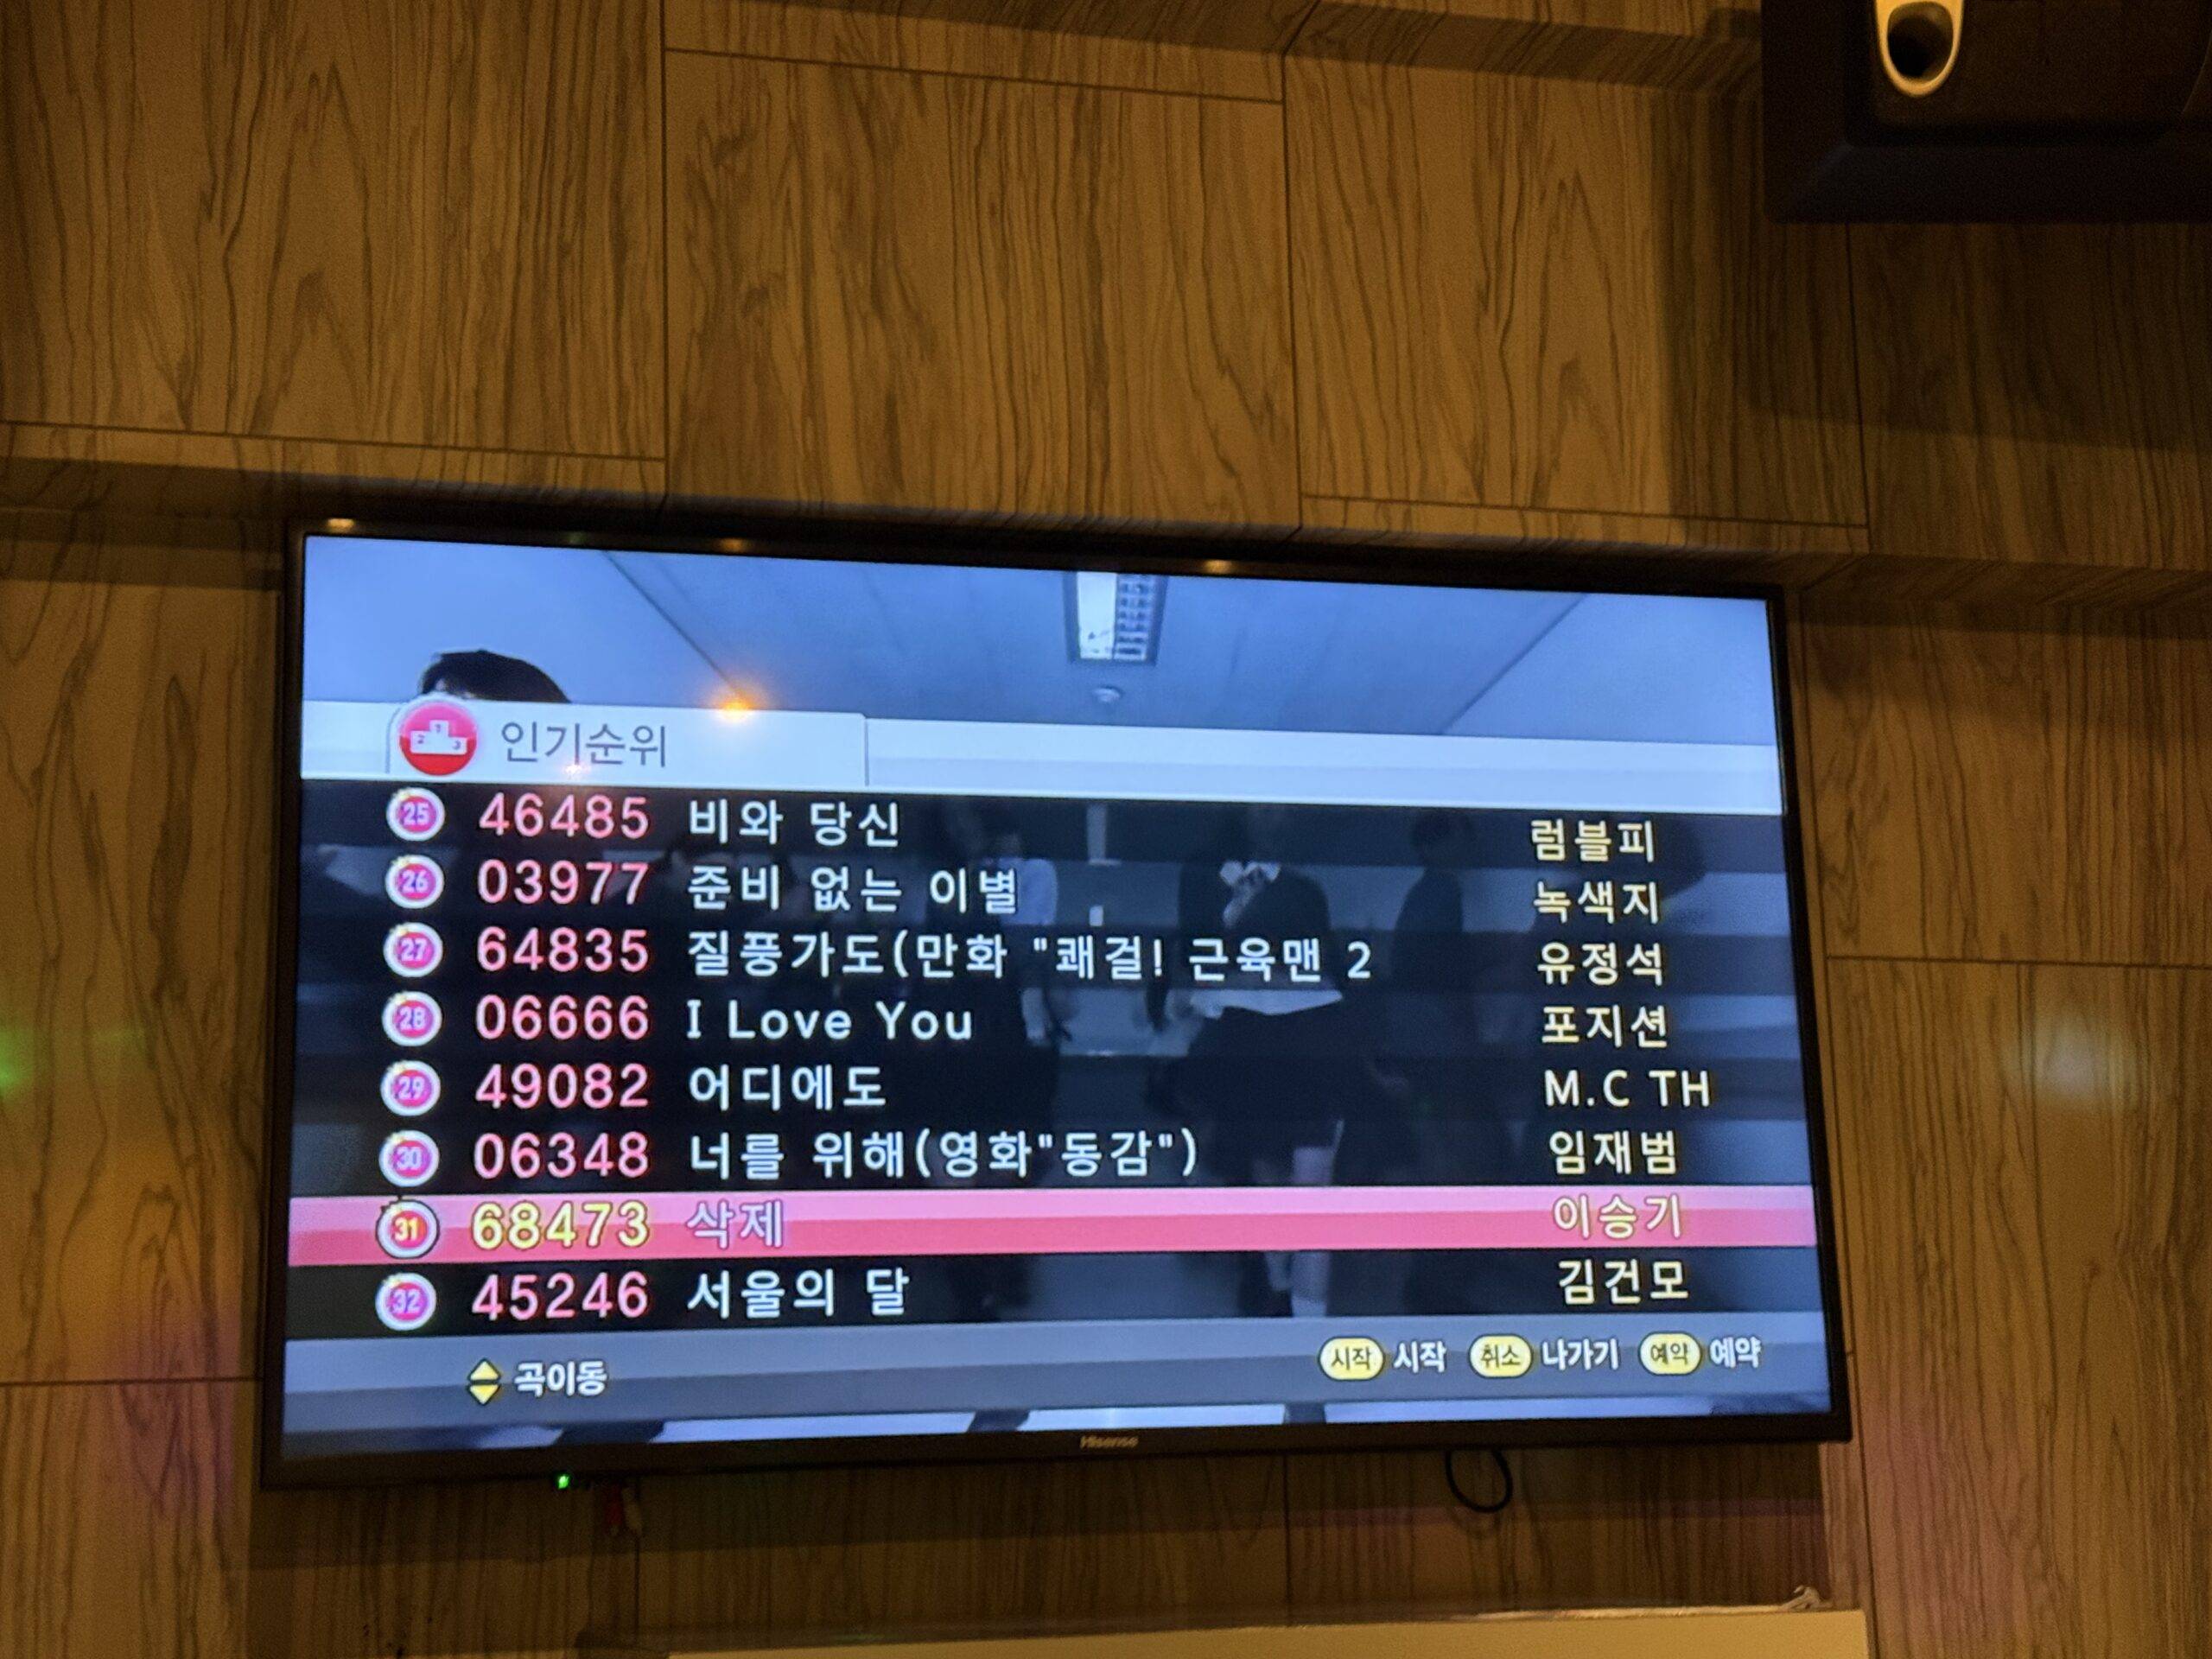 인기순위
25 46485 비와 당신 럼블피
26 03977 준비 없는 이별 녹색지
27 64835 질풍가도(만화 "쾌걸! 근육맨 2 유정석
28 06666 I Love You 포지션
29 49082 어디에도 M.C TH
30 06348 너를 위해(영화"동감") 임재범
31 68473 삭제 이승기
32 45246 서울의 달 김건모
곡이동 시작 시작 취소 나가기 예약 예약
Hisense